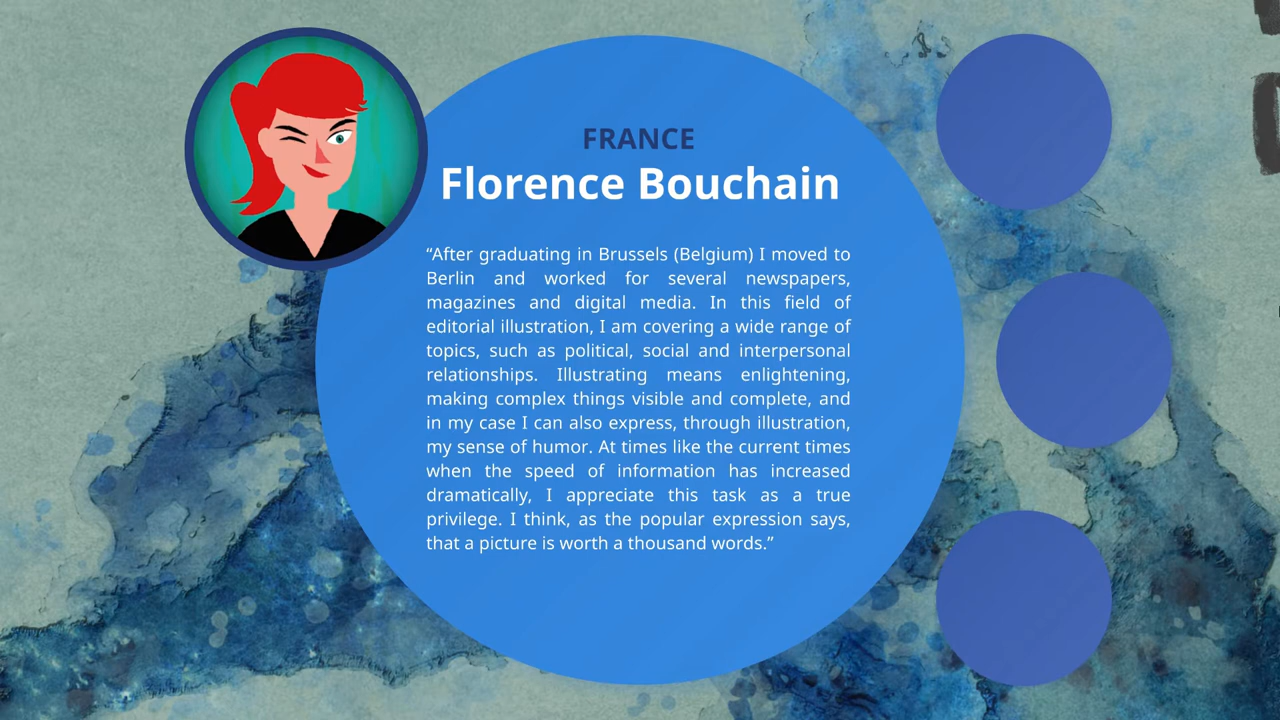 FRANCE
Florence Bouchain
“After graduating in Brussels (Belgium) I moved to
Berlin and worked for several newspapers,
magazines and digital media. In this field of
editorial illustration, I am covering a wide range of
topics, such as political, social and interpersonal
relationships. Illustrating means enlightening,
making complex things visible and complete, and
in my case I can also express, through illustration,
my sense of humor. At times like the current times
when the speed of information has increased
dramatically, I appreciate this task as a true
privilege. I think, as the popular expression says,
that a picture is worth a thousand words.”